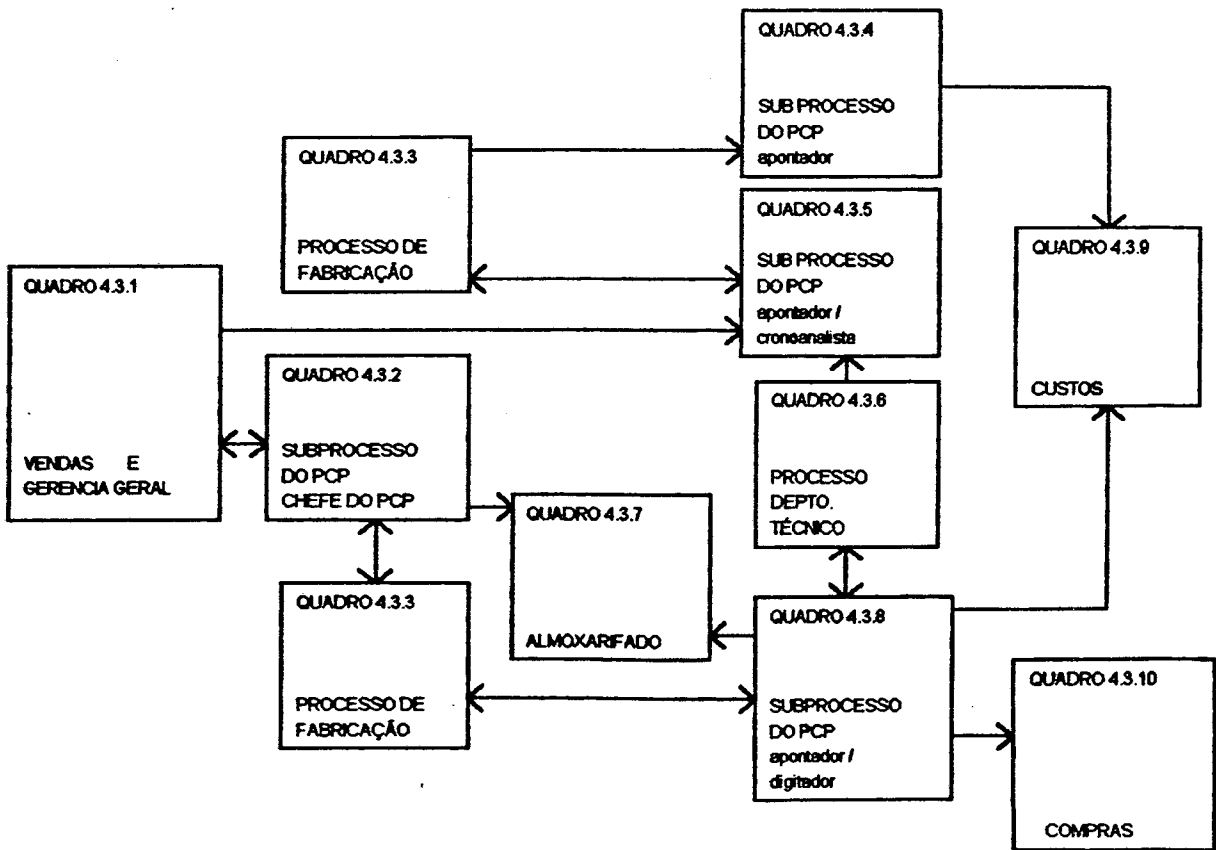 QUADRO 4.3.4
SUB PROCESSO
DO PCP
apontador
QUADRO 4.3.3
PROCESSO DE
FABRICAÇÃO
QUADRO 4.3.5
SUB PROCESSO
DO PCP
apontador /
cronoanalista
QUADRO 4.3.9
CUSTOS
QUADRO 4.3.1
VENDAS E
GERENCIA GERAL
QUADRO 4.3.2
SUBPROCESSO
DO PCP
CHEFE DO PCP
QUADRO 4.3.6
PROCESSO
DEPTO.
TÉCNICO
QUADRO 4.3.7
ALMOXARIFADO
QUADRO 4.3.3
PROCESSO DE
FABRICAÇÃO
QUADRO 4.3.8
SUBPROCESSO
DO PCP
apontador /
digitador
QUADRO 4.3.10
COMPRAS